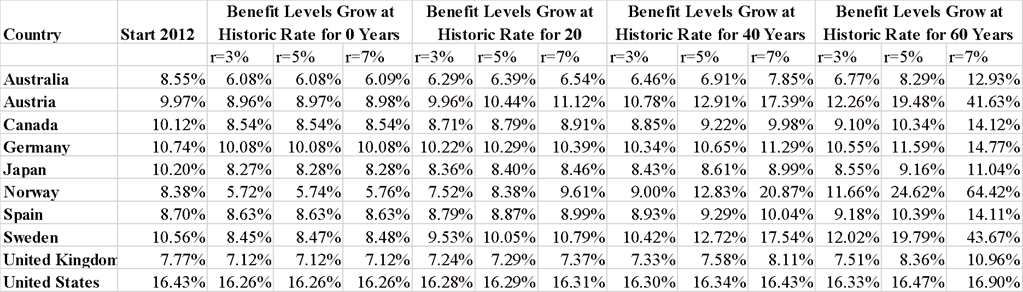 Benefit Levels Grow at Benefit Levels Grow at Benefit Levels Grow at Benefit Levels Grow at
Country Start 2012 Historic Rate for 0 Years Historic Rate for 20 Historic Rate for 40 Years Historic Rate for 60 Years
r=3% r=5% r=7% r=3% r=5% r=7% r=3% r=5% r=7% r=3% r=5% r=7%
Australia 8.55% 6.08% 6.08% 6.09% 6.29% 6.39% 6.54% 6.46% 6.91% 7.85% 6.77% 8.29% 12.93%
Austria 9.97% 8.96% 8.97% 8.98% 9.96% 10.44% 11.12% 10.78% 12.91% 17.39% 12.26% 19.48% 41.63%
Canada 10.12% 8.54% 8.54% 8.54% 8.71% 8.79% 8.91% 8.85% 9.22% 9.98% 9.10% 10.34% 14.12%
Germany 10.74% 10.08% 10.08% 10.08% 10.22% 10.29% 10.39% 10.34% 10.65% 11.29% 10.55% 11.59% 14.77%
Japan 10.20% 8.27% 8.28% 8.28% 8.36% 8.40% 8.46% 8.43% 8.61% 8.99% 8.55% 9.16% 11.04%
Norway 8.38% 5.72% 5.74% 5.76% 7.52% 8.38% 9.61% 9.00% 12.83% 20.87% 11.66% 24.62% 64.42%
Spain 8.70% 8.63% 8.63% 8.63% 8.79% 8.87% 8.99% 8.93% 9.29% 10.04% 9.18% 10.39% 14.11%
Sweden 10.56% 8.45% 8.47% 8.48% 9.53% 10.05% 10.79% 10.42% 12.72% 17.54% 12.02% 19.79% 43.67%
United Kingdom 7.77% 7.12% 7.12% 7.12% 7.24% 7.29% 7.37% 7.33% 7.58% 8.11% 7.51% 8.36% 10.96%
United States 16.43% 16.26% 16.26% 16.26% 16.28% 16.29% 16.31% 16.30% 16.34% 16.43% 16.33% 16.47% 16.90%